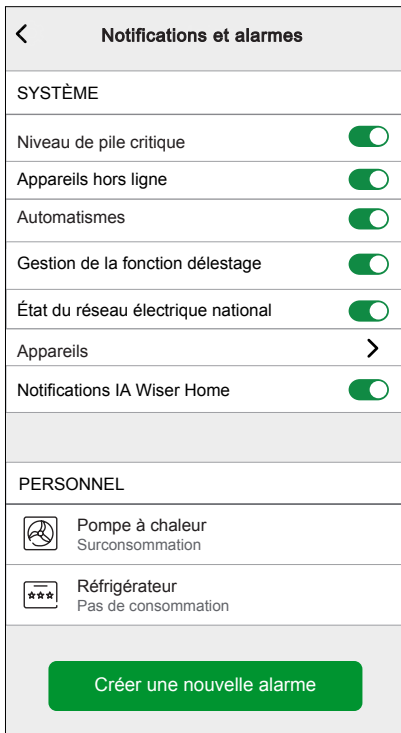 Notifications et alarmes
SYSTÈME
Niveau de pile critique
Appareils hors ligne
Automatismes
Gestion de la fonction délestage
État du réseau électrique national
Appareils
Notifications IA Wiser Home
PERSONNEL
Pompe à chaleur
Surconsommation
Réfrigérateur
Pas de consommation
Créer une nouvelle alarme